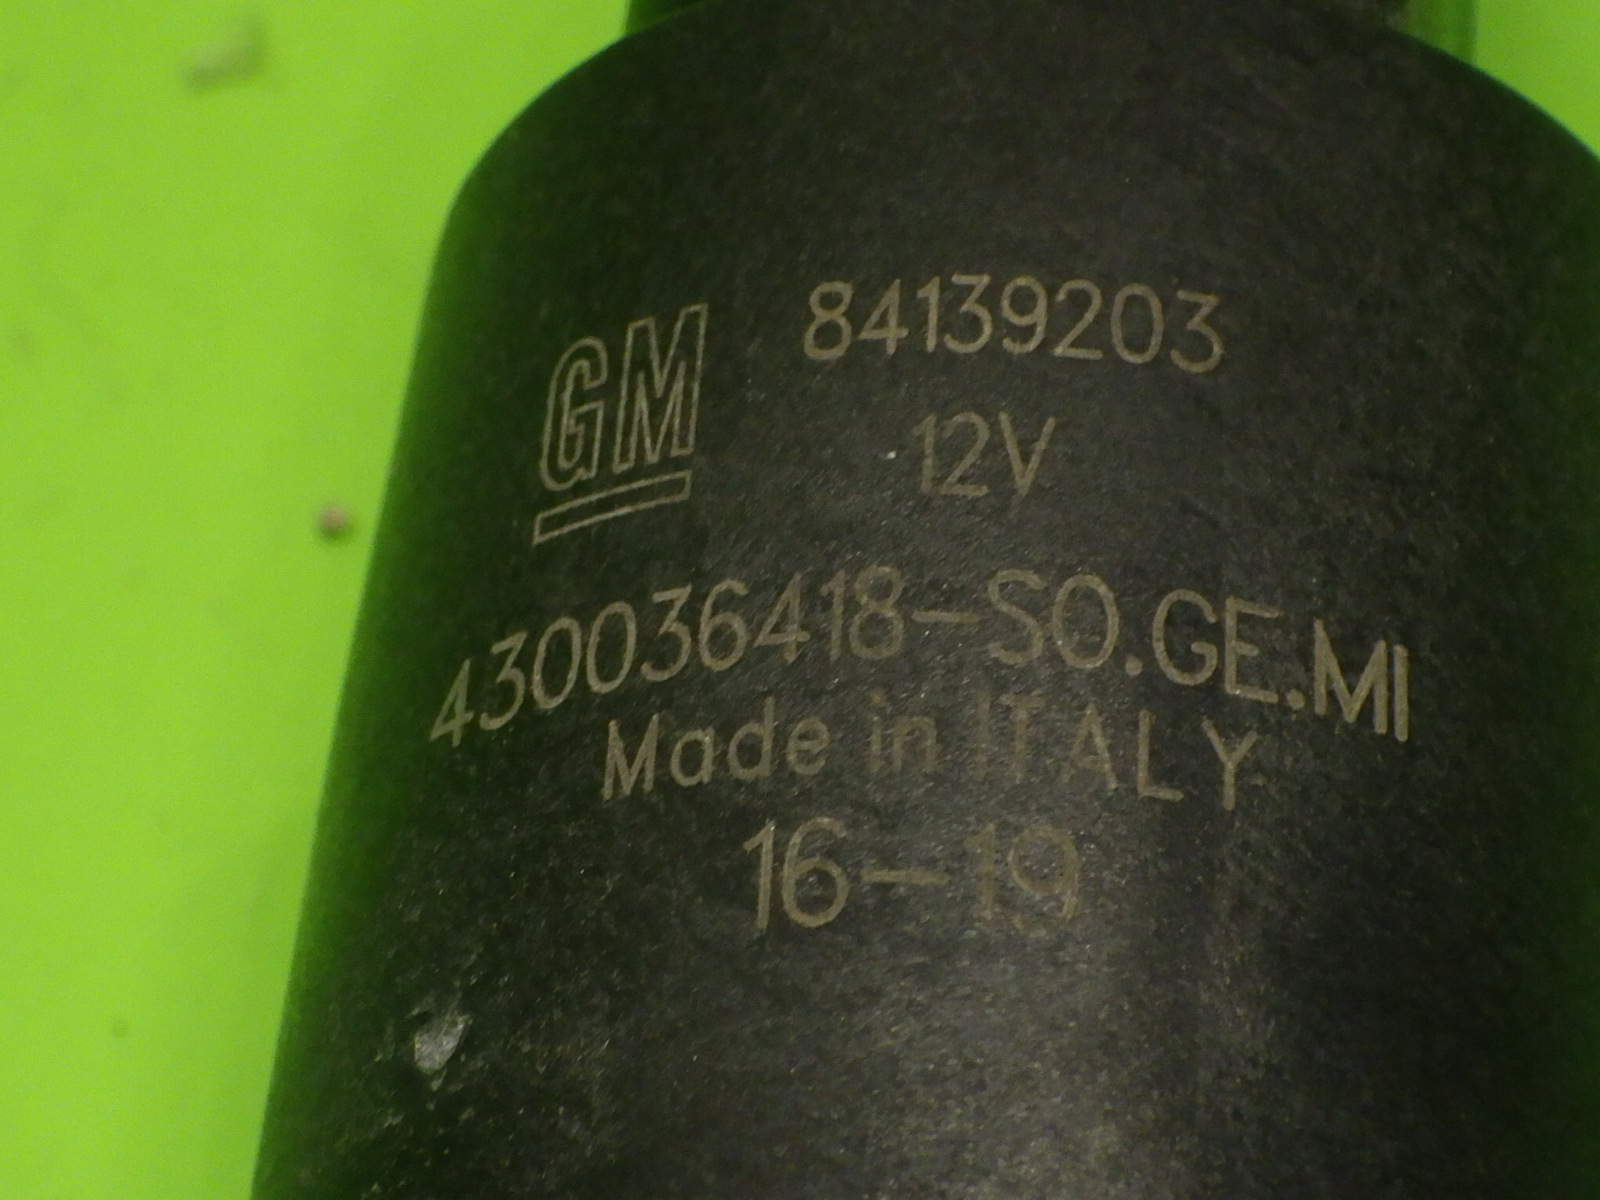 GM 84139203
12V
430036418-SO.GE.MI
Made in ITALY
16-19